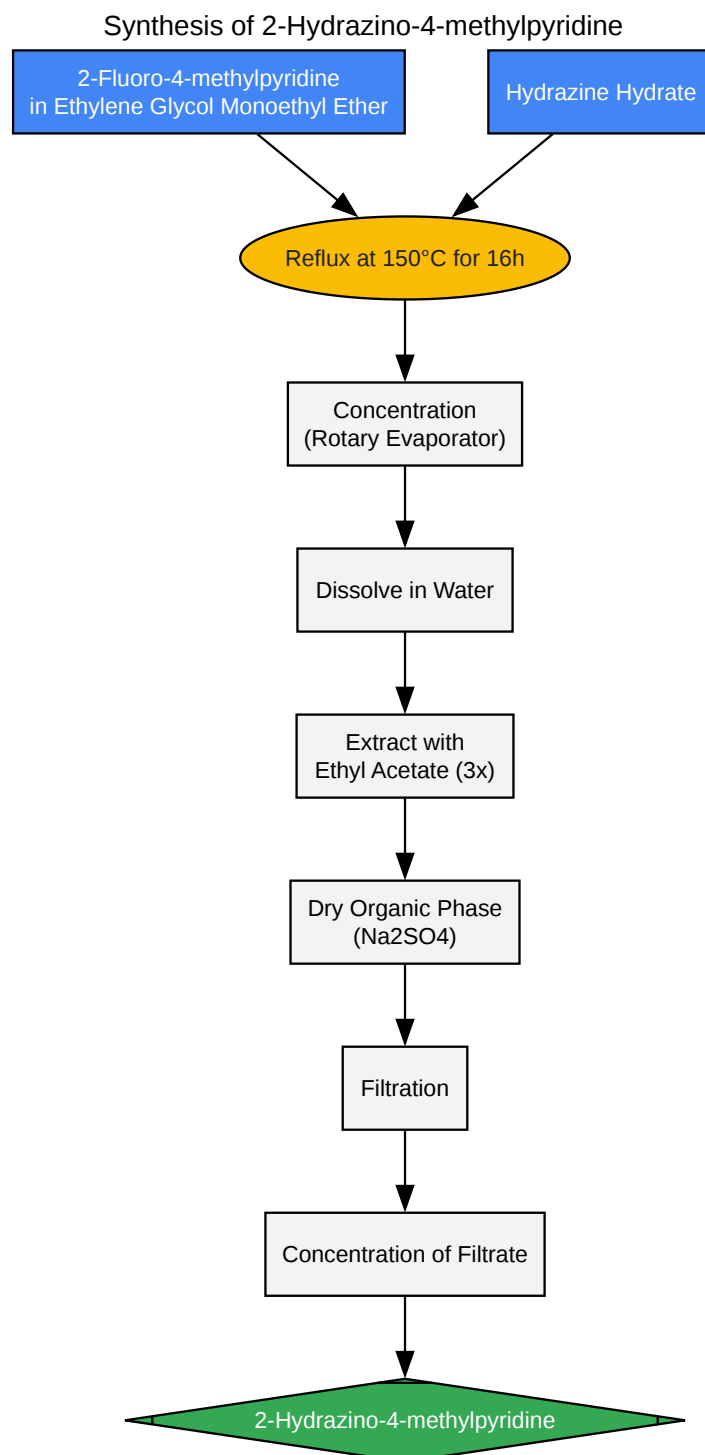 Synthesis of 2-Hydrazino-4-methylpyridine
2-Fluoro-4-methylpyridine
in Ethylene Glycol Monoethyl Ether
Hydrazine Hydrate
Reflux at 150°C for 16h
Concentration
(Rotary Evaporator)
Dissolve in Water
Extract with
Ethyl Acetate (3x)
Dry Organic Phase
(Na2SO4)
Filtration
Concentration of Filtrate
2-Hydrazino-4-methylpyridine